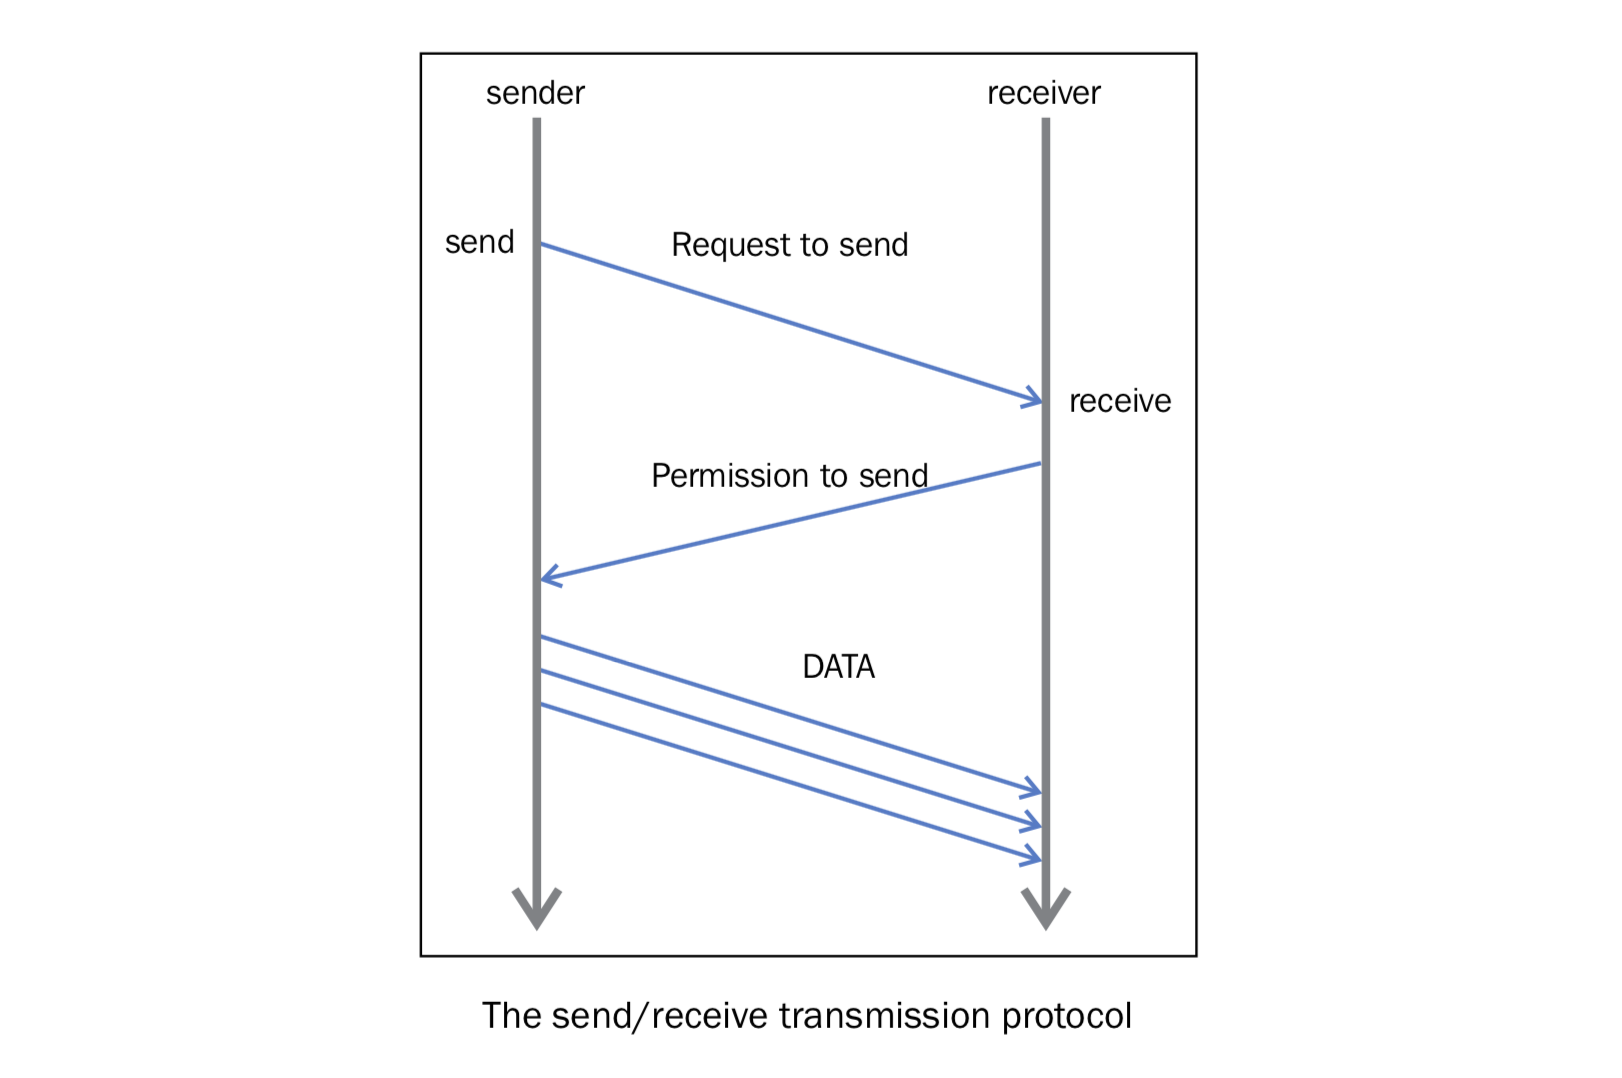 sender
receiver
send
Request to send
receive
Permission to send
DATA
The send/receive transmission protocol